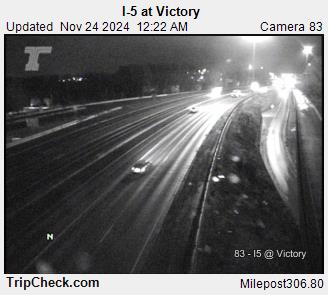 I-5 at Victory
Updated Nov 24 2024 12:22 AM Camera 83
T
N
83 - I5 @ Victory
TripCheck.com Milepost306.80